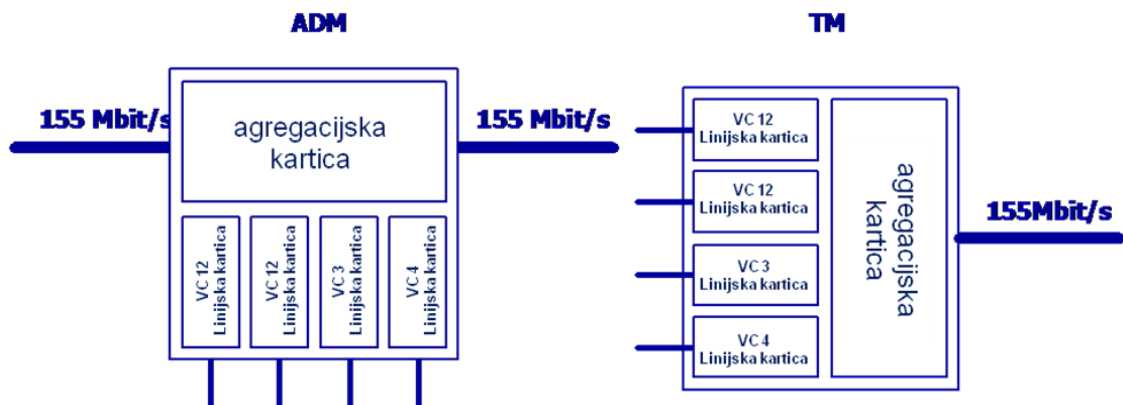 ADM
155 Mbit/s
155 Mbit/s
agregacijska
kartica
VC 12
Linijska kartica
VC 12
Linijska kartica
VC 3
Linijska kartica
VC 4
Linijska kartica
TM
VC 12
Linijska kartica
VC 12
Linijska kartica
VC 3
Linijska kartica
VC 4
Linijska kartica
agregacijska
kartica
155Mbit/s